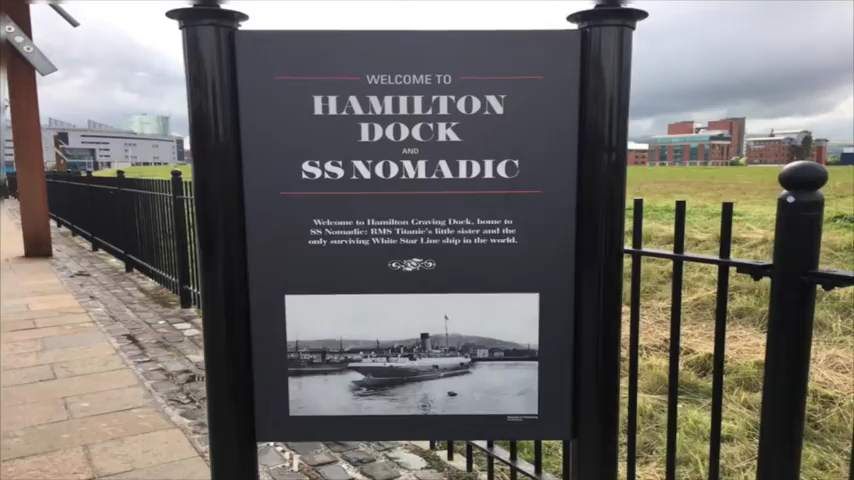 WELCOME TO
HAMILTON
DOCK
AND
SS NOMADIC
Welcome to Hamilton Graving Dock, home to
SS Nomadic; RMS Titanic's little sister and the
only surviving White Star Line ship in the world.